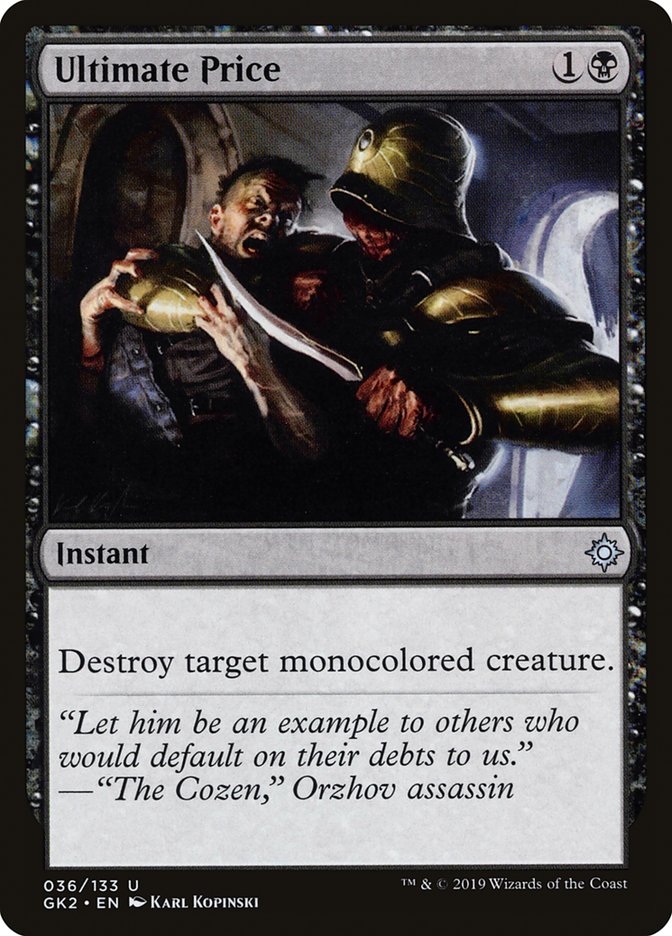 Ultimate Price 1
Instant
Destroy target monocolored creature.
“Let him be an example to others who
would default on their debts to us.”
—“The Cozen,” Orzhov assassin
036/133 U
GK2 • EN Karl Kopinski
™ & © 2019 Wizards of the Coast